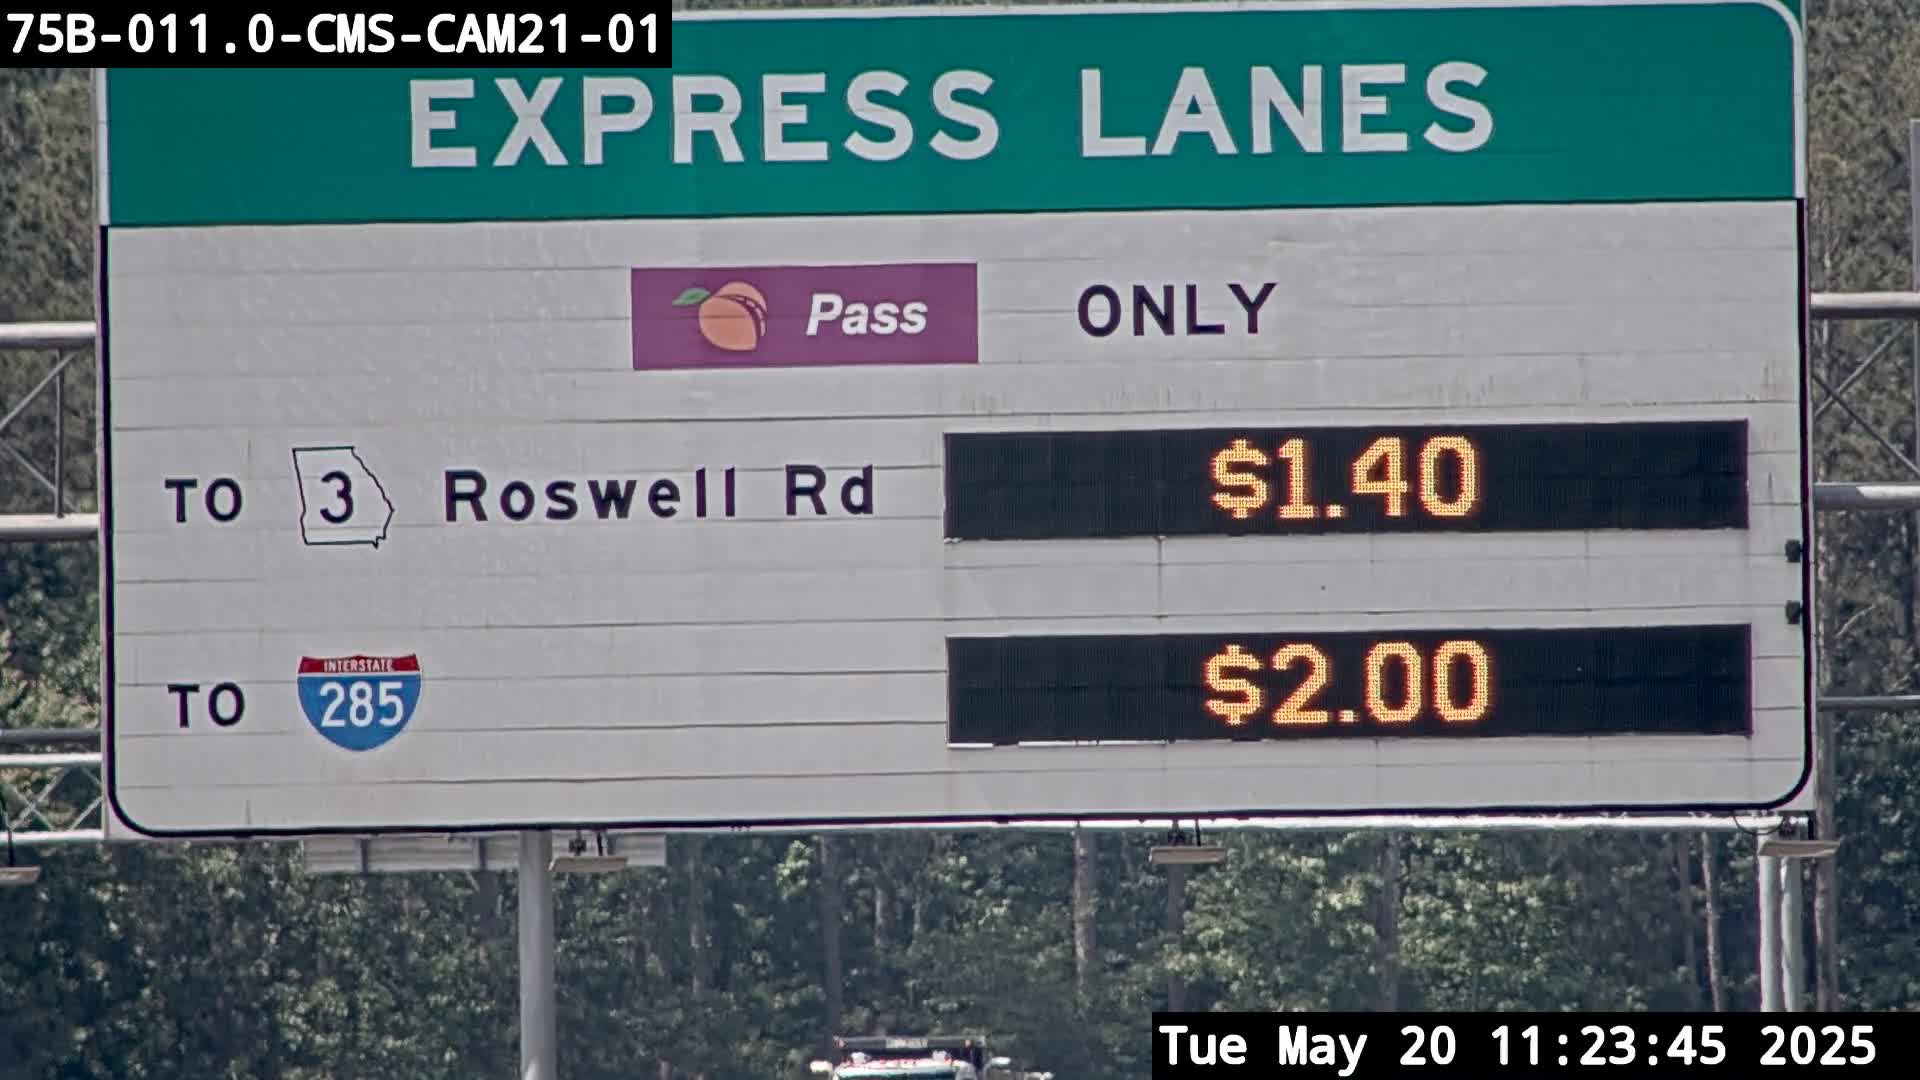 75B-011.0-CMS-CAM21-01
EXPRESS LANES
Pass ONLY
TO 3 Roswell Rd $1.40
INTERSTATE
TO 285 $2.00
Tue May 20 11:23:45 2025